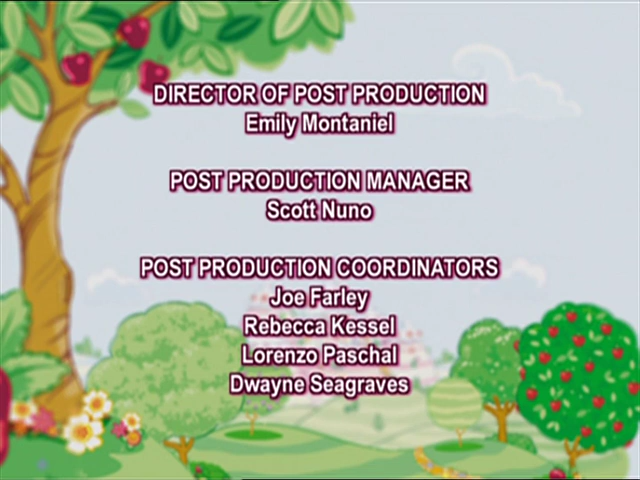 DIRECTOR OF POST PRODUCTION
Emily Montaniel
POST PRODUCTION MANAGER
Scott Nuno
POST PRODUCTION COORDINATORS
Joe Farley
Rebecca Kessel
Lorenzo Paschal
Dwayne Seagraves